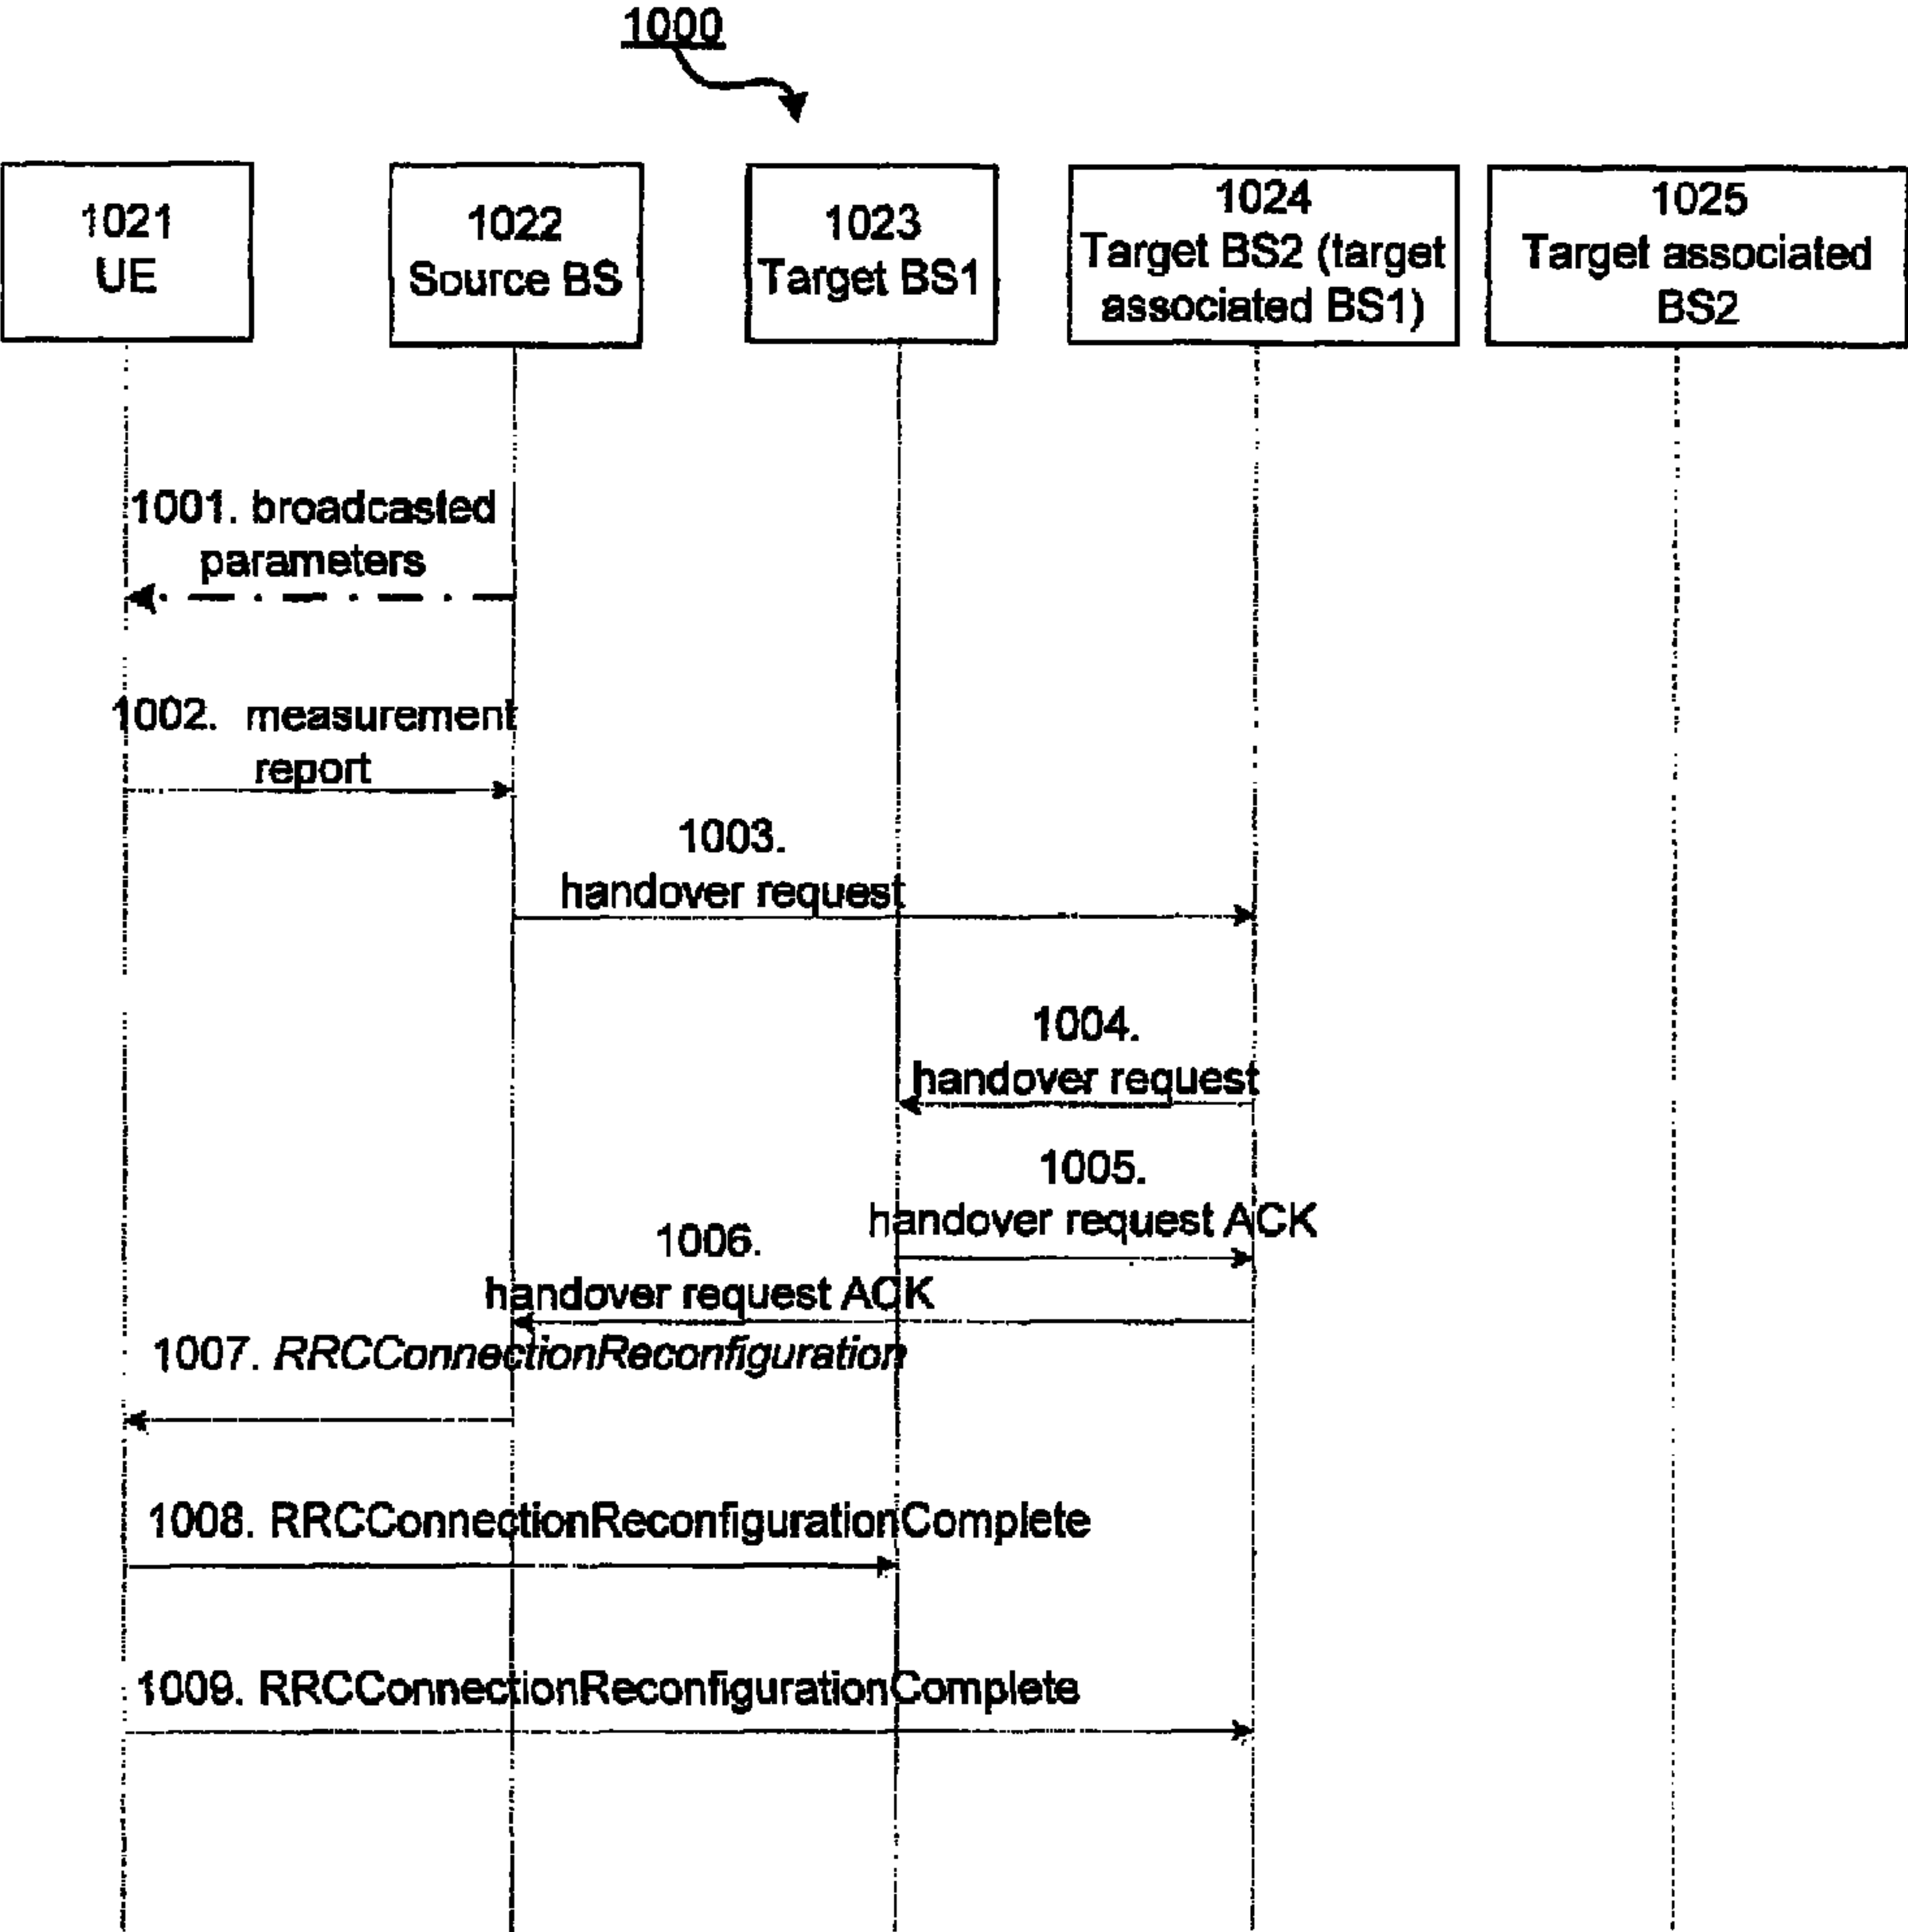 1000
1021
UE
1022
Source BS
1023
Target BS1
1024
Target BS2 (target
associated BS1)
1025
Target associated
BS2
1001. broadcasted
parameters
1002. measurement
report
1003.
handover request
1004.
handover request
1005.
handover request ACK
1006.
handover request ACK
1007. RRCConnectionReconfiguration
1008. RRCConnectionReconfigurationComplete
1009. RRCConnectionReconfigurationComplete